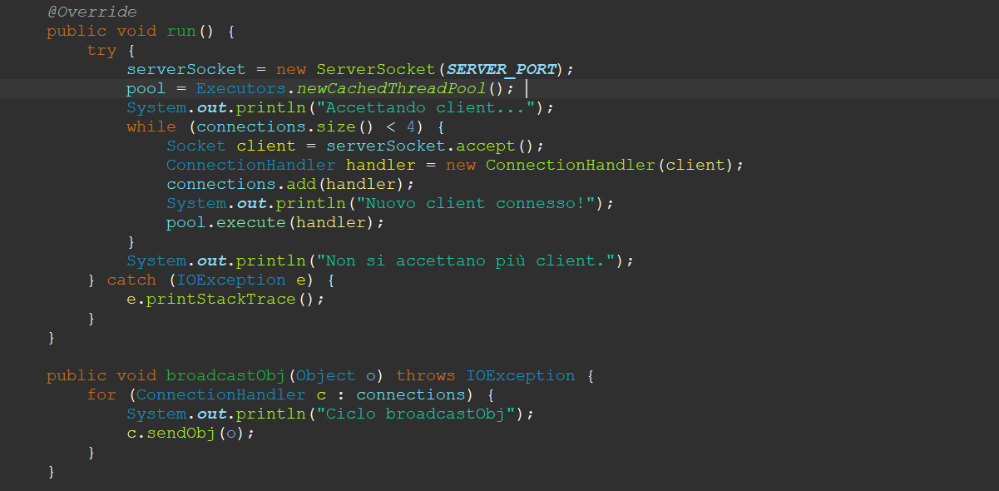 @Override
public void run() {
    try {
        serverSocket = new ServerSocket(SERVER_PORT);
        pool = Executors.newCachedThreadPool();
        System.out.println("Accettando client...");
        while (connections.size() < 4) {
            Socket client = serverSocket.accept();
            ConnectionHandler handler = new ConnectionHandler(client);
            connections.add(handler);
            System.out.println("Nuovo client connesso!");
            pool.execute(handler);
        }
        System.out.println("Non si accettano più client.");
    } catch (IOException e) {
        e.printStackTrace();
    }
}

public void broadcastObj(Object o) throws IOException {
    for (ConnectionHandler c : connections) {
        System.out.println("Ciclo broadcastObj");
        c.sendObj(o);
    }
}